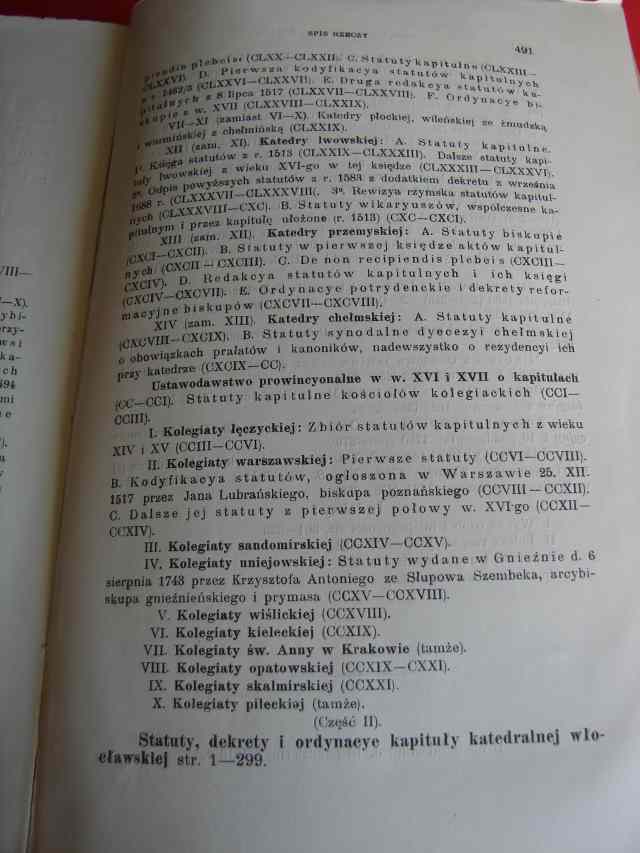 SPIS RZECZY
491
plebeis (CLXX—CLXXII). C. Statuty kapitulne (CLXXIII—
CLXXVI). D. Pierwsza kodyfikacya statutów kapitulnych
z r. 1462/3 (CLXXVI—CLXXVII). E. Druga redakcya statutów ka-
pitulnych z 8 lipca 1517 (CLXXVII—CLXXVIII). F. Ordynacye bi-
skupie z w. XVII (CLXXVIII—CLXXIX).
VII—XI (zamiast VI—X). Katedry płockiej, wileńskiej ze żmudzką
i warmińskiej z chełmińską (CLXXIX).
XII (zam. XI). Katedry lwowskiej: A. Statuty kapitulne.
1º. Księga statutów z r. 1513 (CLXXIX—CLXXXIII). Dalsze statuty kapi-
tuły lwowskiej z wieku XVI-go w tej księdze (CLXXXIII—CLXXXVI).
2º. Odpis powyższych statutów z r. 1583 z dodatkiem dekretu z września
1688 r. (CLXXXVII—CLXXXVIII(. 3º. Rewizya rzymska statutów kapitul-
nych (CLXXXVIII—CXC). B. Statuty wikaryuszów, współczesne ka-
pitulnym i przez kapitułę ułożone (r. 1513) (CXC—CXCI).
XIII (zam. XII). Katedry przemyskiej: A. Statuty biskupie
(CXCI—CXCII). B. Statuty w pierwszej księdze aktów kapitul-
nych (CXCII—CXCIII). C. De non recipiendis plebeis (CXCIII—
CXCIV). D. Redakcya statutów kapitulnych i ich księgi
(CXCIV—CXCVII). E. Ordynacye potrydenckie i dekrety refor-
macyjne biskupów (CXCVII—CXCVIII).
XIV (zam. XIII). Katedry chełmskiej: A. Statuty kapitulne
(CXCVIII—CXCIX). B. Statuty synodalne dyecezyi chełmskiej
o obowiązkach prałatów i kanoników, nadewszystko o rezydencyi ich
przy katedrze (CXCIX—CC).
Ustawodawstwo prowincyonalne w w. XVI i XVII o kapitułach
(CC—CCI). Statuty kapitulne kościołów kolegiackich (CCI—
CCIII).
I. Kolegiaty łęczyckiej: Zbiór statutów kapitulnych z wieku
XIV i XV (CCIII—CCVI).
II. Kolegiaty warszawskiej: Pierwsze statuty (CCVI—CCVIII).
B. Kodyfikacya statutów, ogłoszona w Warszawie 25. XII.
1517 przez Jana Lubrańskiego, biskupa poznańskiego (CCVIII—CCXII).
C. Dalsze jej statuty z pierwszej połowy w. XVI-go (CCXII—
CCXIV).
III. Kolegiaty sandomirskiej (CCXIV—CCXV).
IV. Kolegiaty uniejowskiej: Statuty wydane w Gnieźnie d. 6
sierpnia 1743 przez Krzysztofa Antoniego ze Słupowa Szembeka, arcybi-
skupa gnieźnieńskiego i prymasa (CCXV—CCXVIII).
V. Kolegiaty wiślickiej (CCXVIII).
VI. Kolegiaty kieleckiej (CCXIX).
VII. Kolegiaty św. Anny w Krakowie (tamże).
VIII. Kolegiaty opatowskiej (CCXIX—CXXI).
IX. Kolegiaty skalmirskiej (CCXXI).
X. Kolegiaty pileckiej (tamże).
(Część II).
Statuty, dekrety i ordynacye kapituły katedralnej wło-
cławskiej str. 1—299.